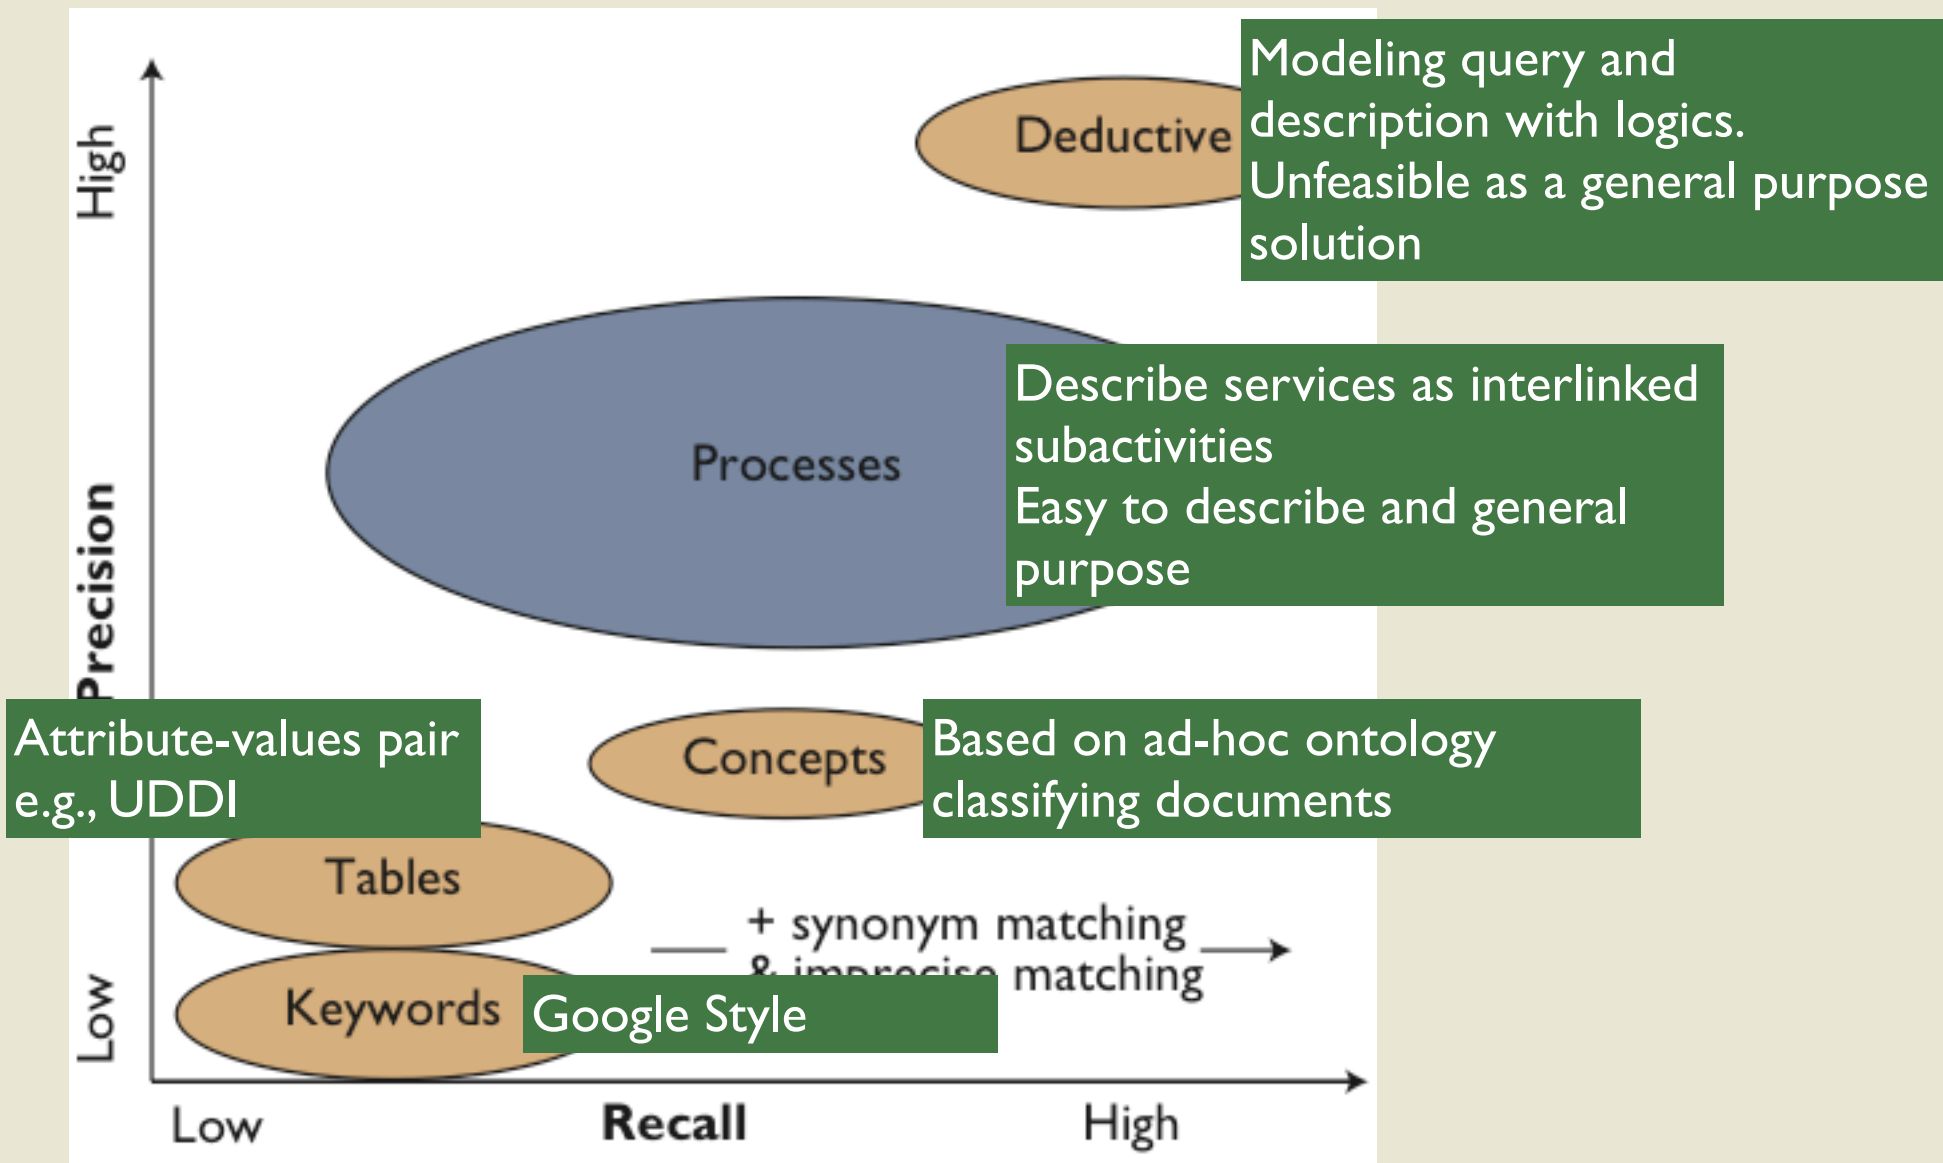 High
Deductive
Modeling query and
description with logics.
Unfeasible as a general purpose
solution
Processes
Describe services as interlinked
subactivities
Easy to describe and general
purpose
Precision
Attribute-values pair
e.g., UDDI
Concepts
Based on ad-hoc ontology
classifying documents
Tables
+ synonym matching
& imprecise matching
Low
Keywords
Google Style
Low
Recall
High